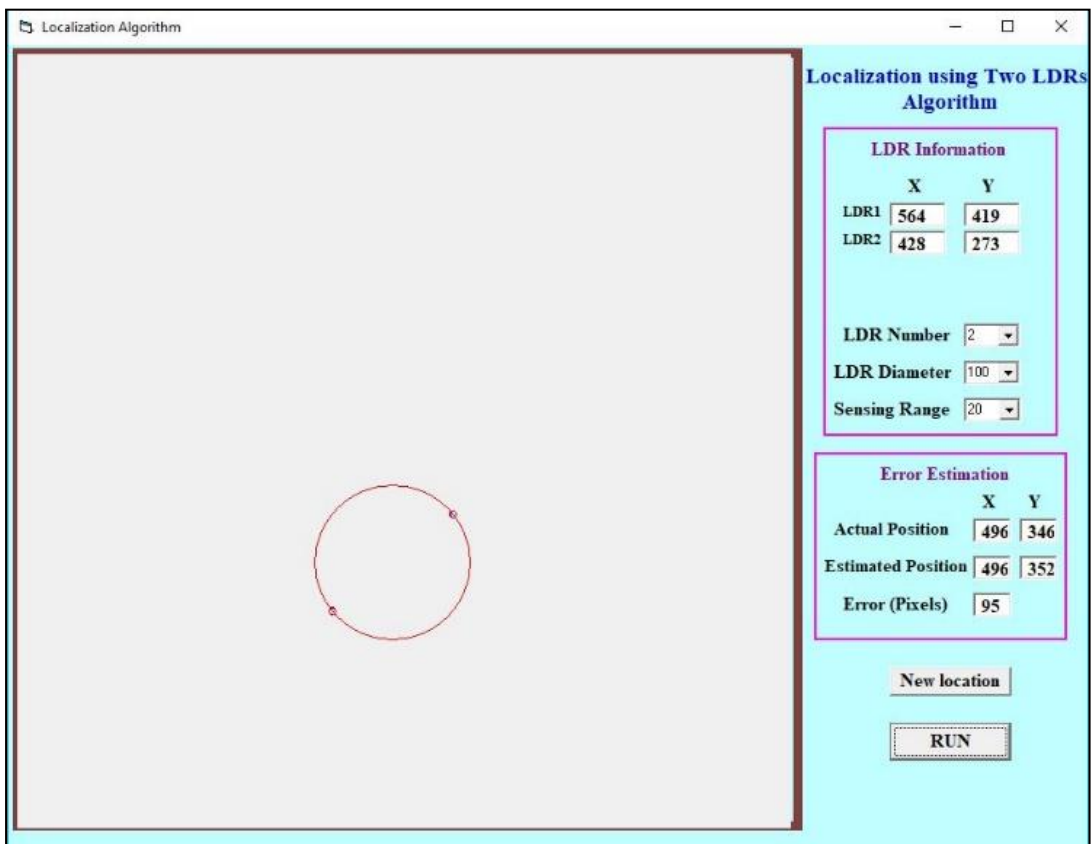 Localization Algorithm
Localization using Two LDRs
Algorithm
LDR Information
X Y
LDR1 564 419
LDR2 428 273
LDR Number 2
LDR Diameter 100
Sensing Range 20
Error Estimation
X Y
Actual Position 496 346
Estimated Position 496 352
Error (Pixels) 95
New location
RUN